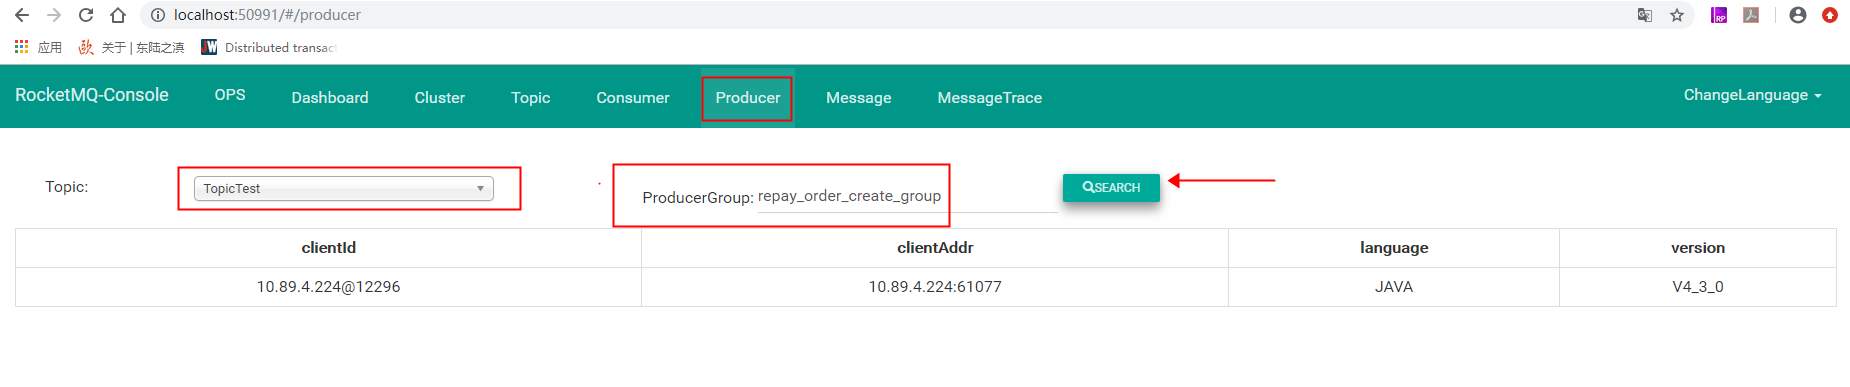 localhost:50991/#/producer
应用 关于 | 东陆之滇 Distributed transact
RocketMQ-Console OPS Dashboard Cluster Topic Consumer Producer Message MessageTrace ChangeLanguage
Topic: TopicTest ProducerGroup: repay_order_create_group SEARCH
clientId clientAddr language version
10.89.4.224@12296 10.89.4.224:61077 JAVA V4_3_0